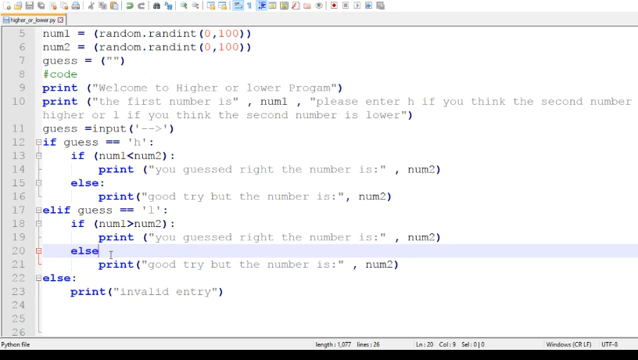 higher_or_lower.py
5 num1 = (random.randint(0,100))
6 num2 = (random.randint(0,100))
7 guess = ("")
8 #code
9 print ("Welcome to Higher or lower Progam")
10 print ("the first number is" , num1 , "please enter h if you think the second number
higher or l if you think the second number is lower")
11 guess =input('-->')
12 if guess == 'h':
13 if (num1<num2):
14 print ("you guessed right the number is:" , num2)
15 else:
16 print("good try but the number is:", num2)
17 elif guess == 'l':
18 if (num1>num2):
19 print ("you guessed right the number is:" , num2)
20 else
21 print("good try but the number is:" , num2)
22 else:
23 print("invalid entry")
24
25
26
Python file length : 1,077 lines : 26 Ln : 20 Col : 9 Sel : 0 | 0 Windows (CR LF) UTF-8